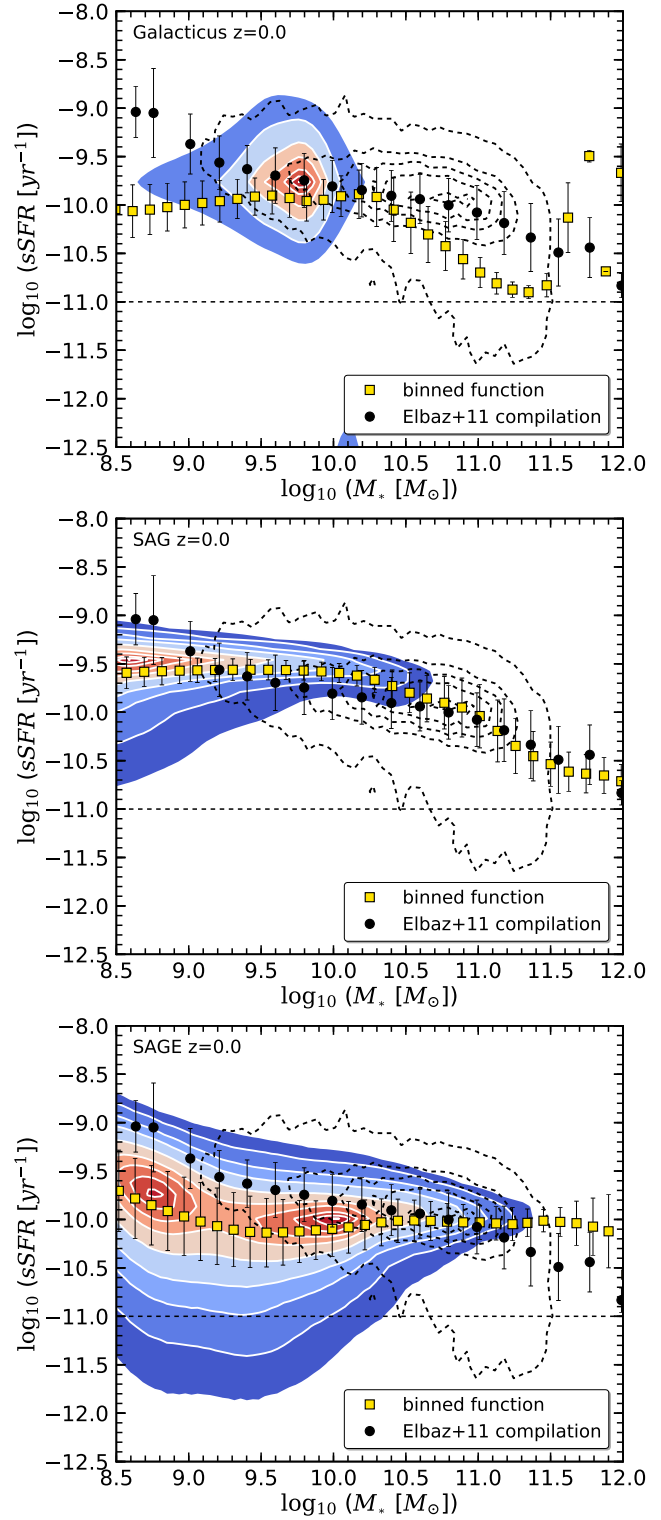 Galacticus z=0.0
−8.0
−8.5
−9.0
−9.5
−10.0
−10.5
−11.0
−11.5
−12.0
−12.5
log₁₀ (sSFR [yr⁻¹])
binned function
Elbaz+11 compilation
8.5 9.0 9.5 10.0 10.5 11.0 11.5 12.0
log₁₀ (M* [M⊙])
SAG z=0.0
−8.0
−8.5
−9.0
−9.5
−10.0
−10.5
−11.0
−11.5
−12.0
−12.5
log₁₀ (sSFR [yr⁻¹])
binned function
Elbaz+11 compilation
8.5 9.0 9.5 10.0 10.5 11.0 11.5 12.0
log₁₀ (M* [M⊙])
SAGE z=0.0
−8.0
−8.5
−9.0
−9.5
−10.0
−10.5
−11.0
−11.5
−12.0
−12.5
log₁₀ (sSFR [yr⁻¹])
binned function
Elbaz+11 compilation
8.5 9.0 9.5 10.0 10.5 11.0 11.5 12.0
log₁₀ (M* [M⊙])